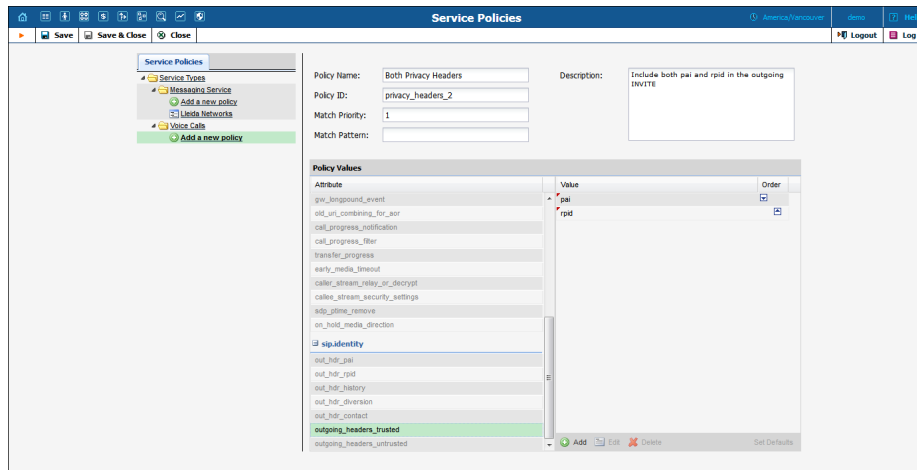 Service Policies
America/Vancouver
demo
Hel
Save
Save & Close
Close
Logout
Log
Service Policies
Service Types
Messaging Service
Add a new policy
Lleida Networks
Voice Calls
Add a new policy
Policy Name: Both Privacy Headers
Policy ID: privacy_headers_2
Match Priority: 1
Match Pattern:
Description: Include both pai and rpid in the outgoing
INVITE
Policy Values
Attribute
gw_longpound_event
old_uri_combining_for_aor
call_progress_notification
call_progress_filter
transfer_progress
early_media_timeout
caller_stream_relay_or_decrypt
callee_stream_security_settings
adp_ptime_remove
on_hold_media_direction
sip.identity
out_hdr_pai
out_hdr_rpid
out_hdr_history
out_hdr_diversion
out_hdr_contact
outgoing_headers_trusted
outgoing_headers_untrusted
Value Order
pai
rpid
Add Edit Delete Set Defaults